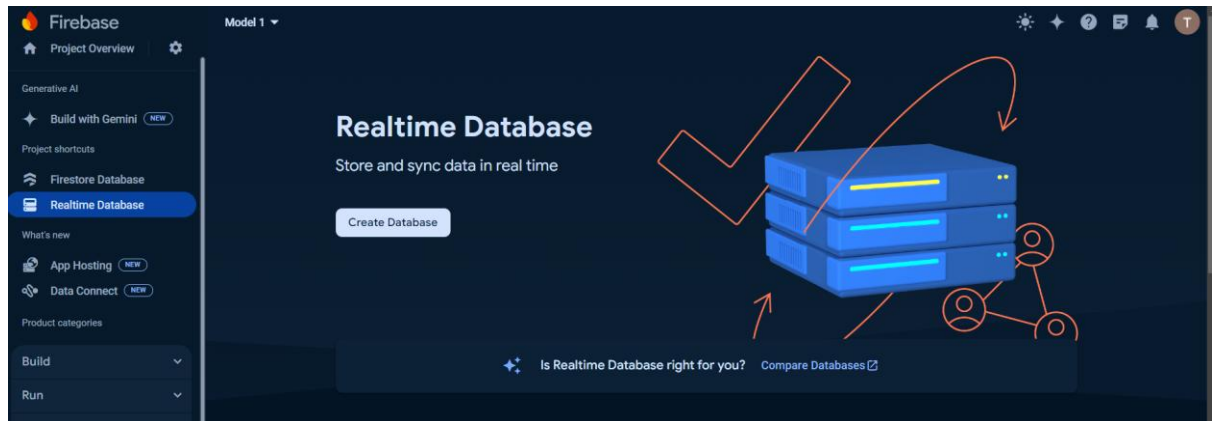 Firebase
Model 1
T
Project Overview
Generative AI
Build with Gemini NEW
Project shortcuts
Firestore Database
Realtime Database
What's new
App Hosting NEW
Data Connect NEW
Product categories
Build
Run
Realtime Database
Store and sync data in real time
Create Database
Is Realtime Database right for you? Compare Databases